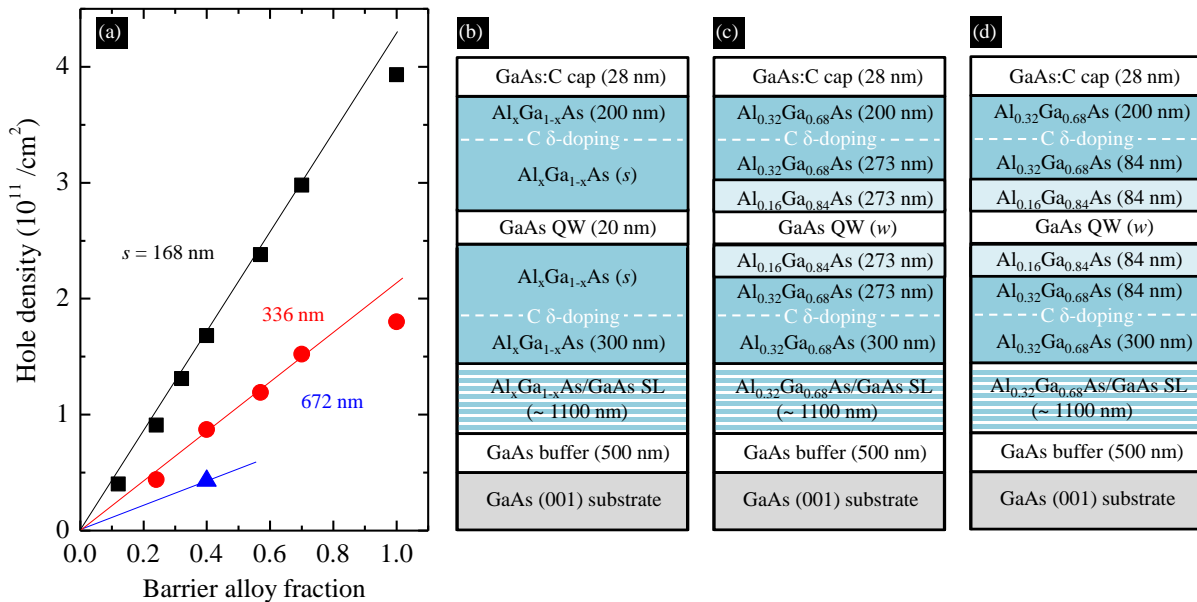 (a)
Hole density (10¹¹ /cm²)
4
3
2
1
0
s = 168 nm
336 nm
672 nm
0.0 0.2 0.4 0.6 0.8 1.0
Barrier alloy fraction
(b)
GaAs:C cap (28 nm)
AlₓGa₁₋ₓAs (200 nm)
C δ-doping
AlₓGa₁₋ₓAs (s)
GaAs QW (20 nm)
AlₓGa₁₋ₓAs (s)
C δ-doping
AlₓGa₁₋ₓAs (300 nm)
AlₓGa₁₋ₓAs/GaAs SL
(~ 1100 nm)
GaAs buffer (500 nm)
GaAs (001) substrate
(c)
GaAs:C cap (28 nm)
Al₀.₃₂Ga₀.₆₈As (200 nm)
C δ-doping
Al₀.₃₂Ga₀.₆₈As (273 nm)
Al₀.₁₆Ga₀.₈₄As (273 nm)
GaAs QW (w)
Al₀.₁₆Ga₀.₈₄As (273 nm)
Al₀.₃₂Ga₀.₆₈As (273 nm)
C δ-doping
Al₀.₃₂Ga₀.₆₈As (300 nm)
Al₀.₃₂Ga₀.₆₈As/GaAs SL
(~ 1100 nm)
GaAs buffer (500 nm)
GaAs (001) substrate
(d)
GaAs:C cap (28 nm)
Al₀.₃₂Ga₀.₆₈As (200 nm)
C δ-doping
Al₀.₃₂Ga₀.₆₈As (84 nm)
Al₀.₁₆Ga₀.₈₄As (84 nm)
GaAs QW (w)
Al₀.₁₆Ga₀.₈₄As (84 nm)
Al₀.₃₂Ga₀.₆₈As (84 nm)
C δ-doping
Al₀.₃₂Ga₀.₆₈As (300 nm)
Al₀.₃₂Ga₀.₆₈As/GaAs SL
(~ 1100 nm)
GaAs buffer (500 nm)
GaAs (001) substrate